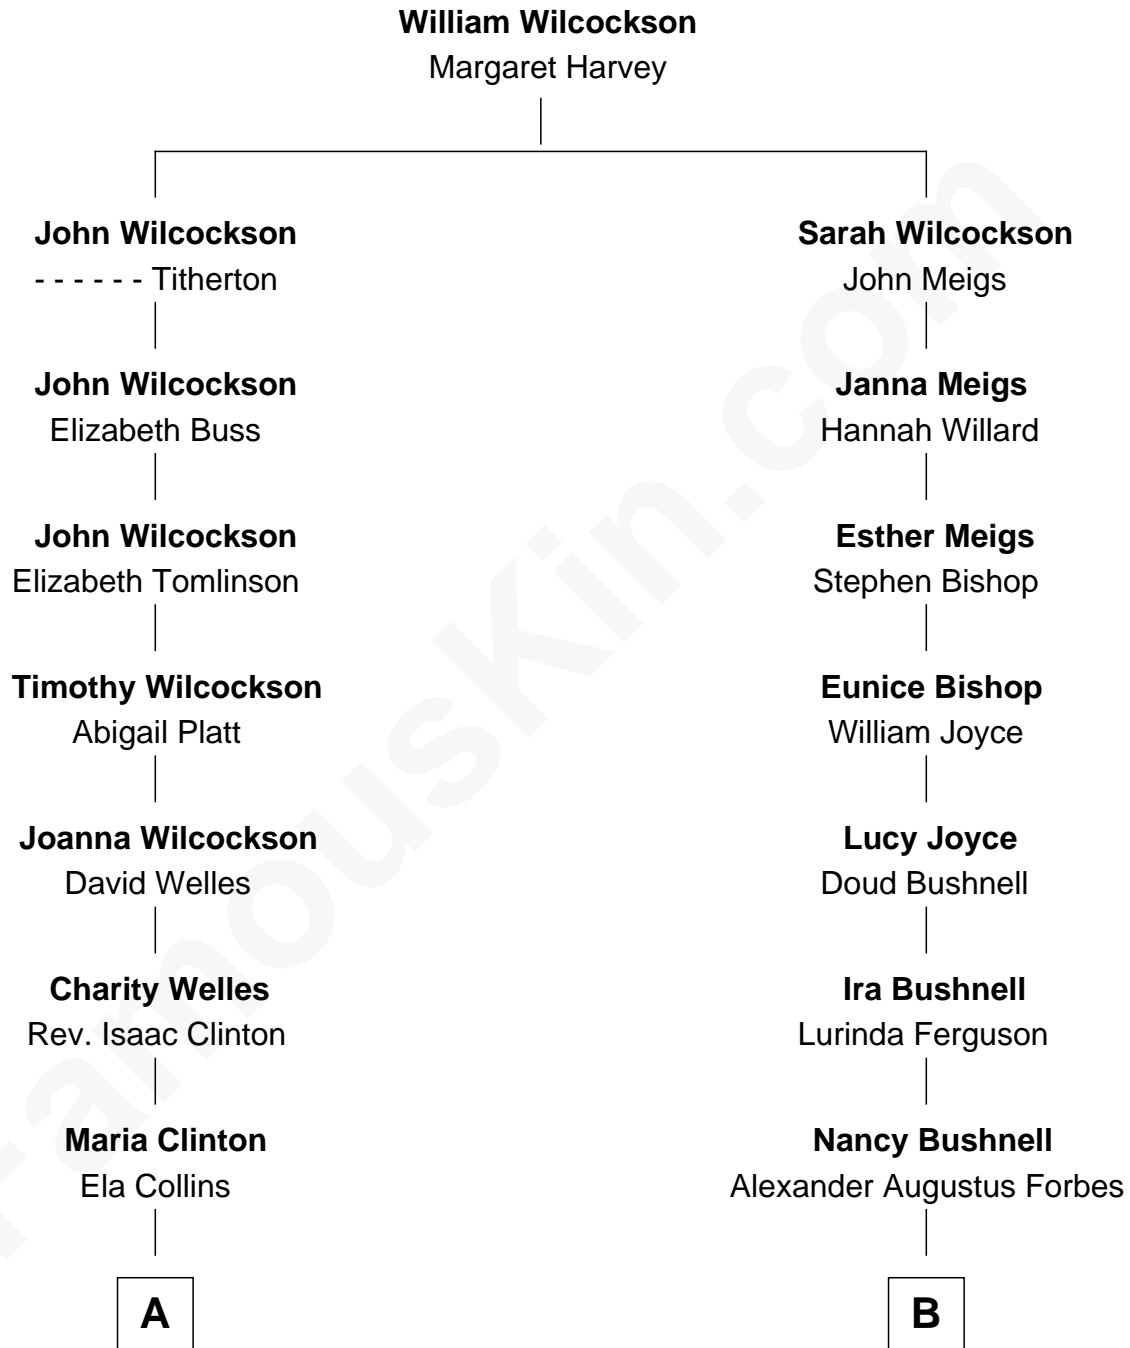 William Wilcockson
Margaret Harvey
John Wilcockson
- - - - - - Titherton
John Wilcockson
Elizabeth Buss
John Wilcockson
Elizabeth Tomlinson
Timothy Wilcockson
Abigail Platt
Joanna Wilcockson
David Welles
Charity Welles
Rev. Isaac Clinton
Maria Clinton
Ela Collins
A
Sarah Wilcockson
John Meigs
Janna Meigs
Hannah Willard
Esther Meigs
Stephen Bishop
Eunice Bishop
William Joyce
Lucy Joyce
Doud Bushnell
Ira Bushnell
Lurinda Ferguson
Nancy Bushnell
Alexander Augustus Forbes
B
FamousKin.com